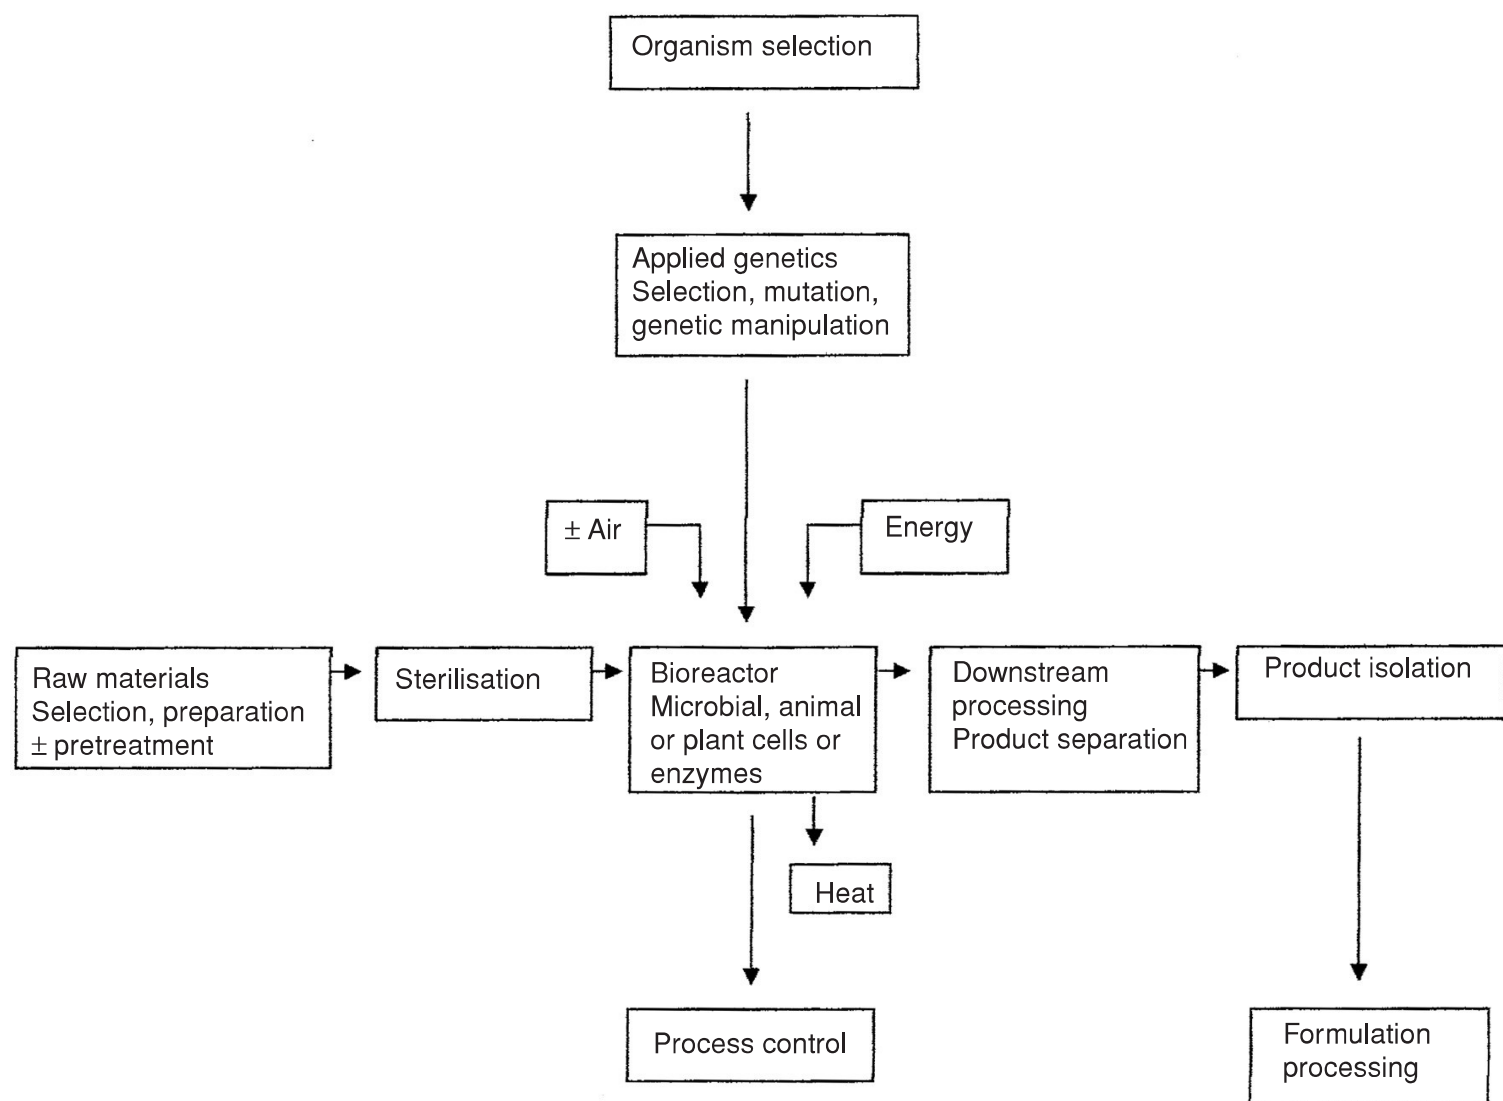 Organism selection
Applied genetics
Selection, mutation,
genetic manipulation
± Air
Energy
Raw materials
Selection, preparation
± pretreatment
Sterilisation
Bioreactor
Microbial, animal
or plant cells or
enzymes
Downstream
processing
Product separation
Product isolation
Heat
Process control
Formulation
processing